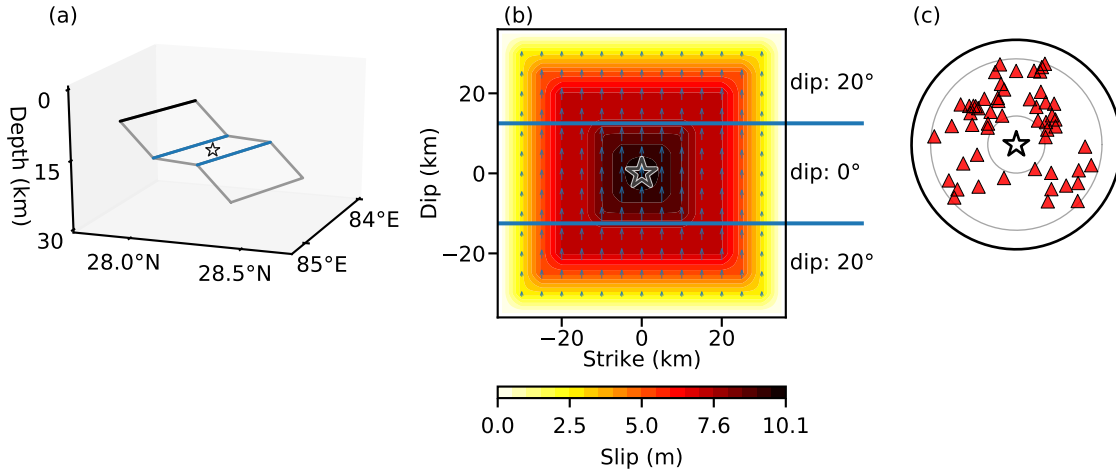 (a)
0
15
30
Depth (km)
28.0°N
28.5°N
85°E
84°E
(b)
20
0
−20
Dip (km)
dip: 20°
dip: 0°
dip: 20°
−20
0
20
Strike (km)
0.0
2.5
5.0
7.6
10.1
Slip (m)
(c)